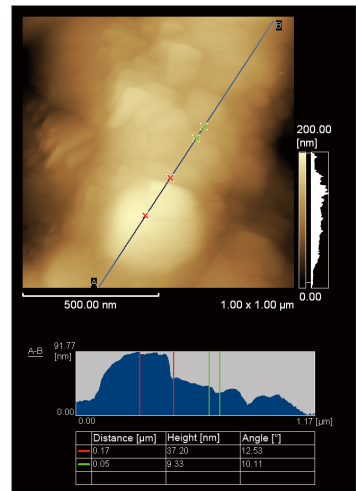 B
200.00
[nm]
A
0.00
500.00 nm
1.00 x 1.00 µm
A-B
91.77
[nm]
0.00
0.00
1.17 [µm]
Distance [µm] Height [nm] Angle [°]
0.17 37.20 12.53
0.05 9.33 10.11